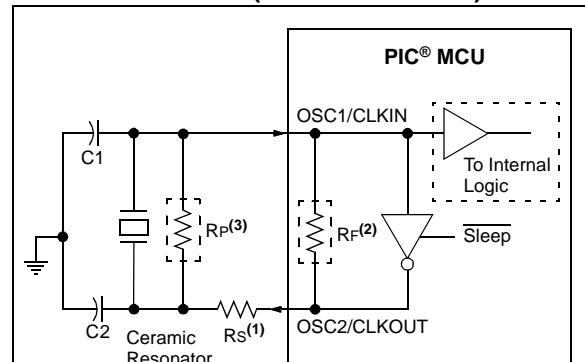 PIC® MCU
OSC1/CLKIN
C1
To Internal
Logic
RP(3)
RF(2)
Sleep
C2
Ceramic
Resonator
RS(1)
OSC2/CLKOUT